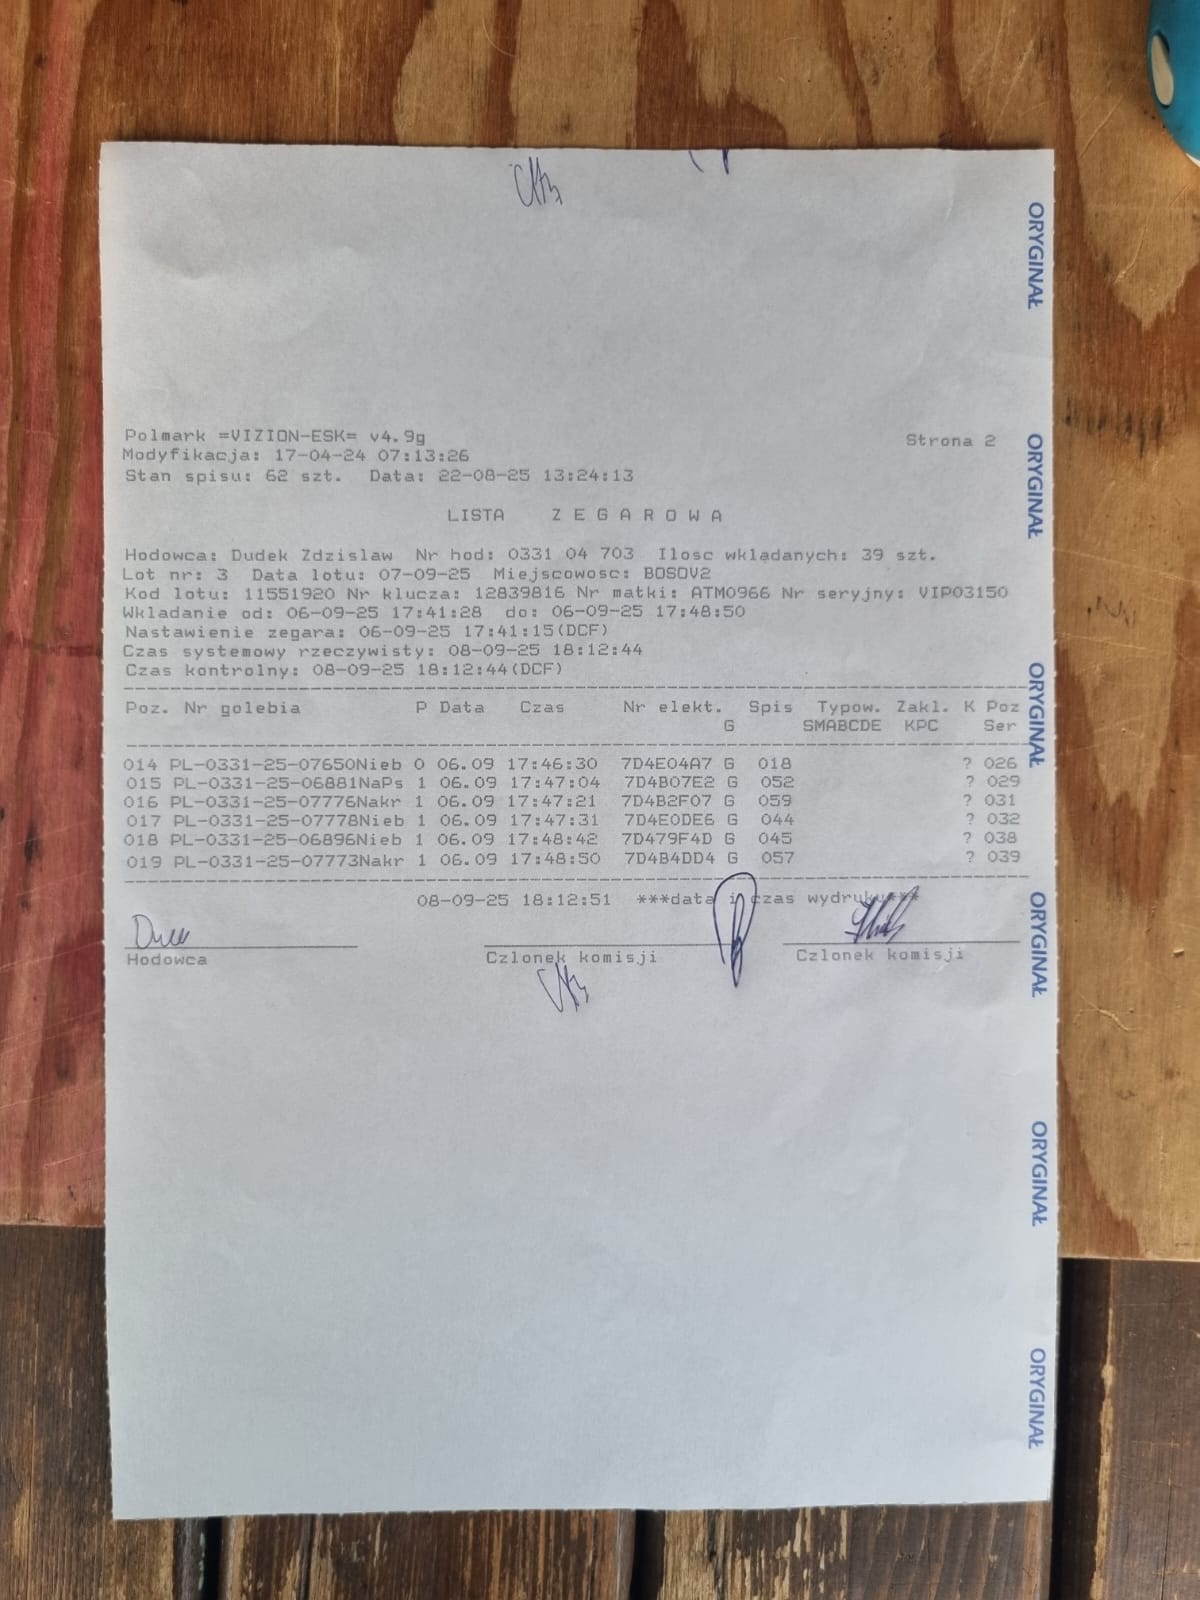 Polmark =VIZION-ESK= v4.9g
Strona 2
Modyfikacja: 17-04-24 07:13:26
Stan spisu: 62 szt. Data: 22-08-25 13:24:13
LISTA Z E G A R O W A
Hodowca: Dudek Zdzislaw Nr hod: 0331 04 703 Ilosc wkladanych: 39 szt.
Lot nr: 3 Data lotu: 07-09-25 Miejscowosc: BOSOV2
Kod lotu: 11551920 Nr klucza: 12839816 Nr matki: ATM0966 Nr seryjny: VIP03150
Wkladanie od: 06-09-25 17:41:28 do: 06-09-25 17:48:50
Nastawienie zegara: 06-09-25 17:41:15(DCF)
Czas systemowy rzeczywisty: 08-09-25 18:12:44
Czas kontrolny: 08-09-25 18:12:44(DCF)
Poz. Nr golebia P Data Czas Nr elekt. Spis Typow. Zakl. K Poz
G SMABCDE KPC Ser
014 PL-0331-25-07650Nieb 0 06.09 17:46:30 7D4E04A7 G 018 ? 026
015 PL-0331-25-06881NaPs 1 06.09 17:47:04 7D4B07E2 G 052 ? 029
016 PL-0331-25-07776Nakr 1 06.09 17:47:21 7D4B2F07 G 059 ? 031
017 PL-0331-25-07778Nieb 1 06.09 17:47:31 7D4E0DE6 G 044 ? 032
018 PL-0331-25-06896Nieb 1 06.09 17:48:42 7D479F4D G 045 ? 038
019 PL-0331-25-07773Nakr 1 06.09 17:48:50 7D4B4DD4 G 057 ? 039
08-09-25 18:12:51 ***data i czas wydruku***
Hodowca Czlonek komisji Czlonek komisji
ORYGINAŁ
ORYGINAŁ
ORYGINAŁ
ORYGINAŁ
ORYGINAŁ
ORYGINAŁ